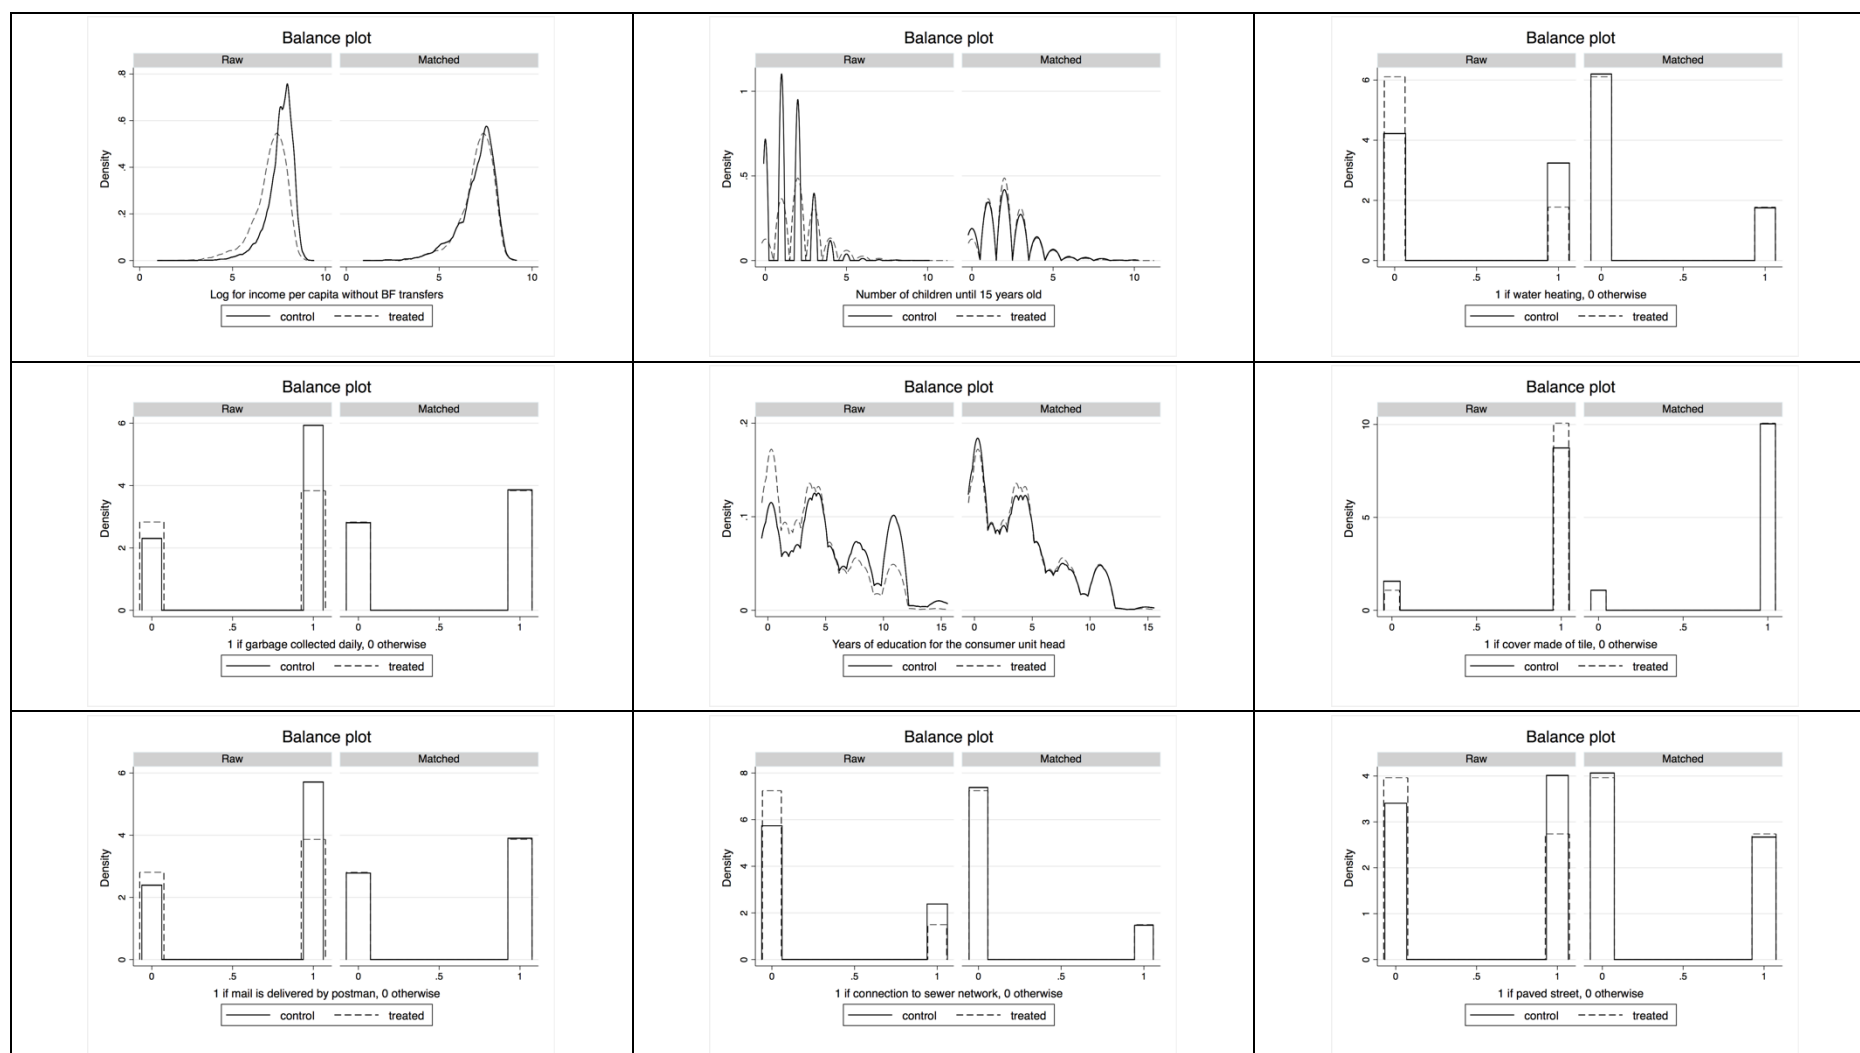 Balance plot
Raw Matched
Density
0 .2 .4 .6 .8
0 5 10 0 5 10
Log for income per capita without BF transfers
control treated
Balance plot
Raw Matched
Density
0 .5 1
0 5 10 0 5 10
Number of children until 15 years old
control treated
Balance plot
Raw Matched
Density
0 2 4 6
0 .5 1 0 .5 1
1 if water heating, 0 otherwise
control treated
Balance plot
Raw Matched
Density
0 2 4 6
0 .5 1 0 .5 1
1 if garbage collected daily, 0 otherwise
control treated
Balance plot
Raw Matched
Density
0 .1 .2
0 5 10 15 0 5 10 15
Years of education for the consumer unit head
control treated
Balance plot
Raw Matched
Density
0 5 10
0 .5 1 0 .5 1
1 if cover made of tile, 0 otherwise
control treated
Balance plot
Raw Matched
Density
0 2 4 6
0 .5 1 0 .5 1
1 if mail is delivered by postman, 0 otherwise
control treated
Balance plot
Raw Matched
Density
0 2 4 6 8
0 .5 1 0 .5 1
1 if connection to sewer network, 0 otherwise
control treated
Balance plot
Raw Matched
Density
0 1 2 3 4
0 .5 1 0 .5 1
1 if paved street, 0 otherwise
control treated